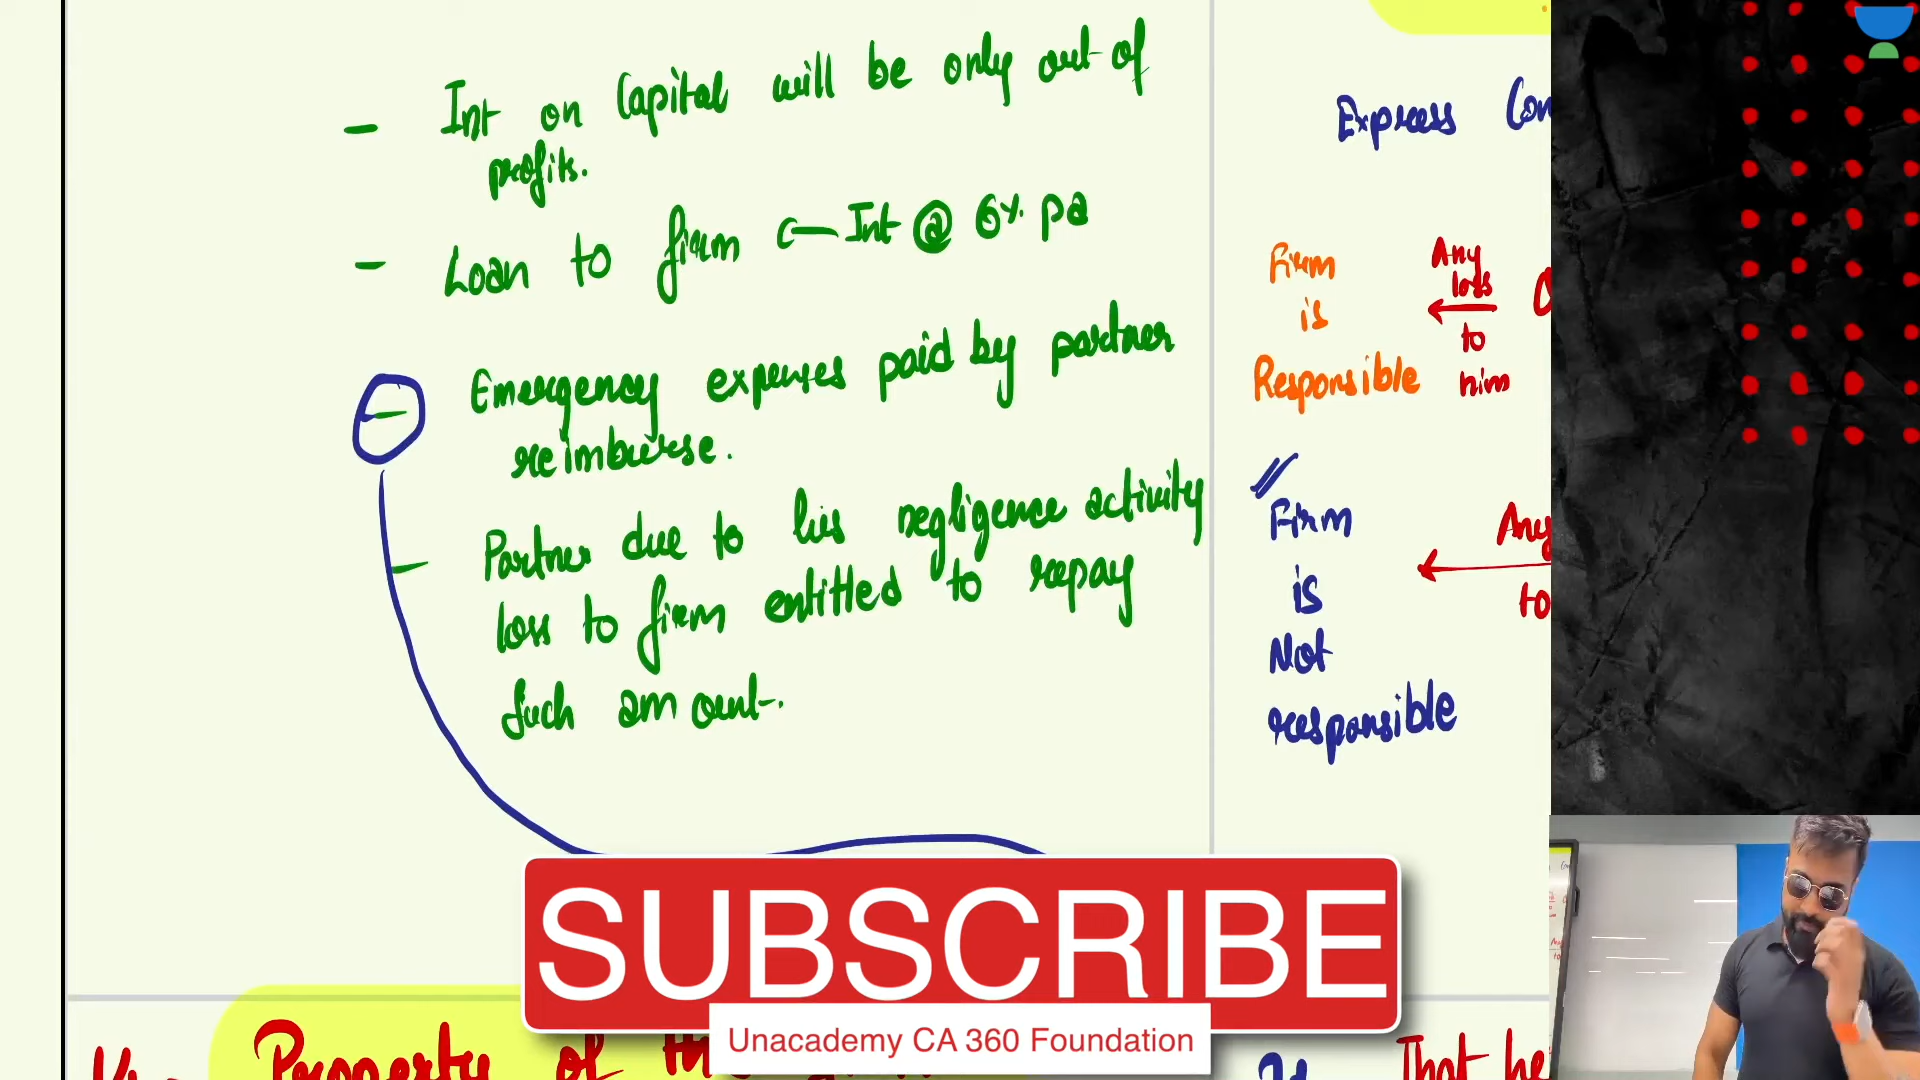 - Int on Capital will be only out of
profits.
- Loan to firm Int @ 6% pa
- Emergency expenses paid by partner
reimburse.
- Partner due to his negligence activity
loss to firm entitled to repay
such amount.
Express Con
Firm
is
Responsible
Any
loss
to
him
Firm
is
Not
responsible
Any
to
SUBSCRIBE
Unacademy CA 360 Foundation
Property of the
That he